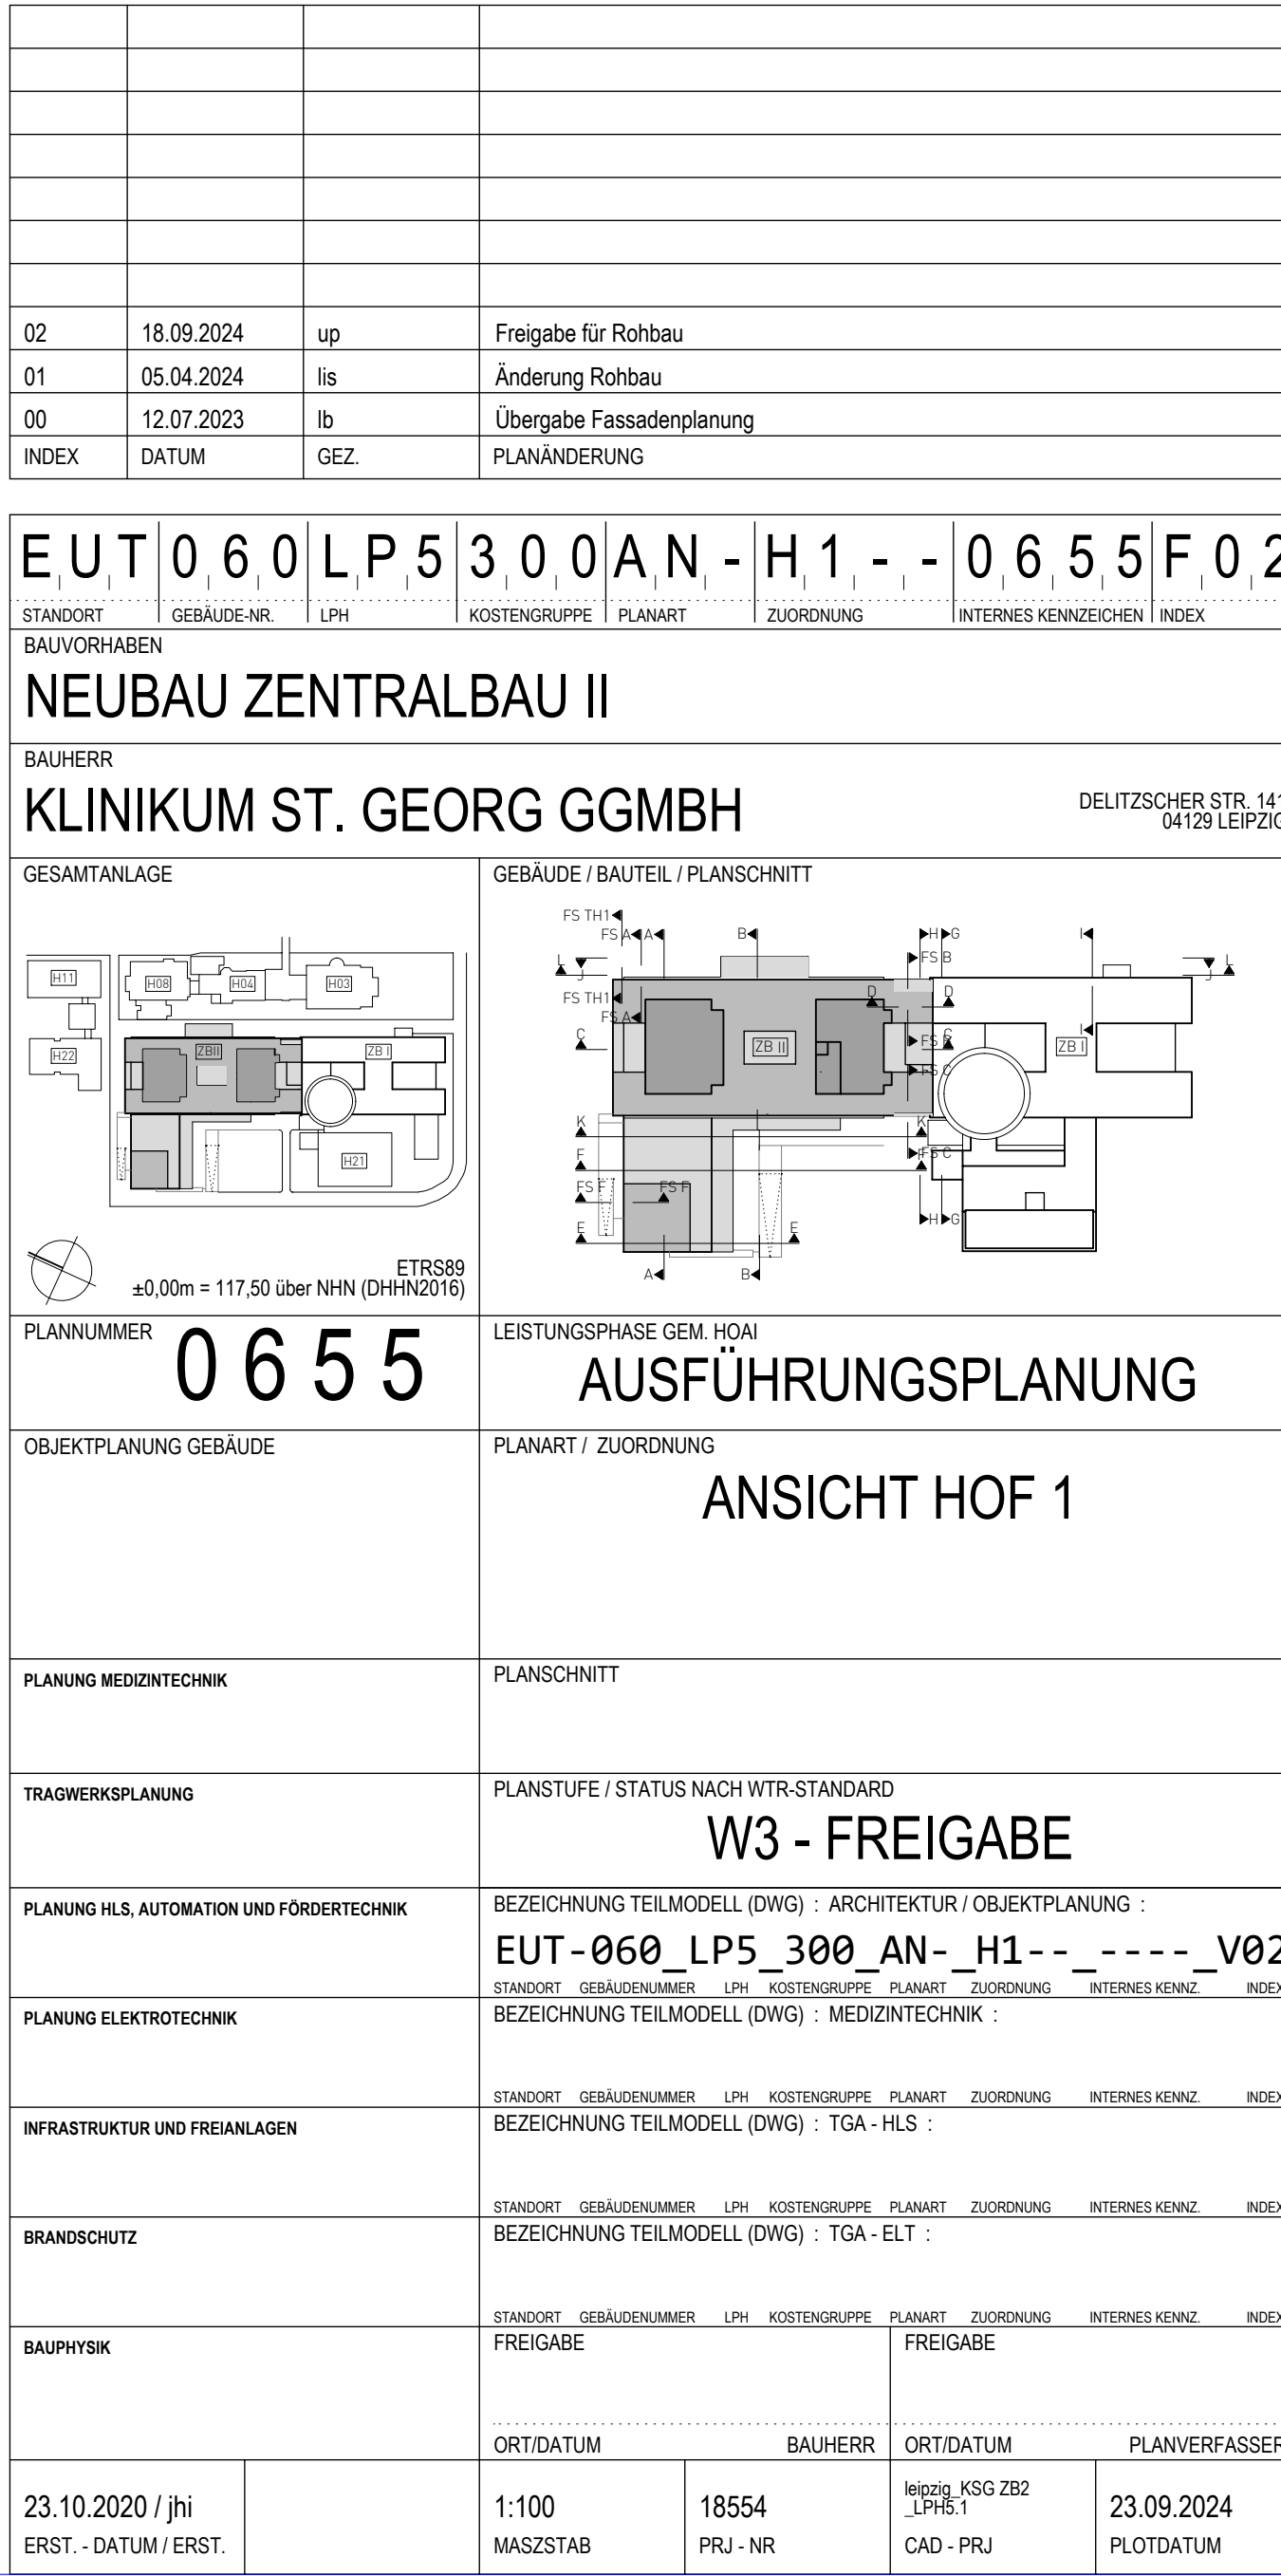 02 18.09.2024 up Freigabe für Rohbau
01 05.04.2024 lis Änderung Rohbau
00 12.07.2023 lb Übergabe Fassadenplanung
INDEX DATUM GEZ. PLANÄNDERUNG
E U T 0 6 0 L P 5 3 0 0 A N - H 1 - - 0 6 5 5 F 0 2
STANDORT GEBÄUDE-NR. LPH KOSTENGRUPPE PLANART ZUORDNUNG INTERNES KENNZEICHEN INDEX
BAUVORHABEN
NEUBAU ZENTRALBAU II
BAUHERR
KLINIKUM ST. GEORG GGMBH
DELITZSCHER STR. 141
04129 LEIPZIG
GESAMTANLAGE
H11 H08 H04 H03
H22 ZBII ZB I
H21
ETRS89
±0,00m = 117,50 über NHN (DHHN2016)
GEBÄUDE / BAUTEIL / PLANSCHNITT
FS TH1
FS A A B H G I
FS B
L J J L
FS TH1 D D
FS A
C ZB II FS B C I ZB I
FS C
K K
F F FS C
FS F FS F
H G
E E
A B
PLANNUMMER
0 6 5 5
LEISTUNGSPHASE GEM. HOAI
AUSFÜHRUNGSPLANUNG
OBJEKTPLANUNG GEBÄUDE
PLANART / ZUORDNUNG
ANSICHT HOF 1
PLANUNG MEDIZINTECHNIK
PLANSCHNITT
TRAGWERKSPLANUNG
PLANSTUFE / STATUS NACH WTR-STANDARD
W3 - FREIGABE
PLANUNG HLS, AUTOMATION UND FÖRDERTECHNIK
BEZEICHNUNG TEILMODELL (DWG) : ARCHITEKTUR / OBJEKTPLANUNG :
EUT-060_LP5_300_AN-_H1--_----_V02
STANDORT GEBÄUDENUMMER LPH KOSTENGRUPPE PLANART ZUORDNUNG INTERNES KENNZ. INDEX
PLANUNG ELEKTROTECHNIK
BEZEICHNUNG TEILMODELL (DWG) : MEDIZINTECHNIK :
STANDORT GEBÄUDENUMMER LPH KOSTENGRUPPE PLANART ZUORDNUNG INTERNES KENNZ. INDEX
INFRASTRUKTUR UND FREIANLAGEN
BEZEICHNUNG TEILMODELL (DWG) : TGA - HLS :
STANDORT GEBÄUDENUMMER LPH KOSTENGRUPPE PLANART ZUORDNUNG INTERNES KENNZ. INDEX
BRANDSCHUTZ
BEZEICHNUNG TEILMODELL (DWG) : TGA - ELT :
STANDORT GEBÄUDENUMMER LPH KOSTENGRUPPE PLANART ZUORDNUNG INTERNES KENNZ. INDEX
BAUPHYSIK
FREIGABE FREIGABE
ORT/DATUM BAUHERR ORT/DATUM PLANVERFASSER
23.10.2020 / jhi
ERST. - DATUM / ERST.
1:100
MASZSTAB
18554
PRJ - NR
leipzig_KSG ZB2
_LPH5.1
CAD - PRJ
23.09.2024
PLOTDATUM